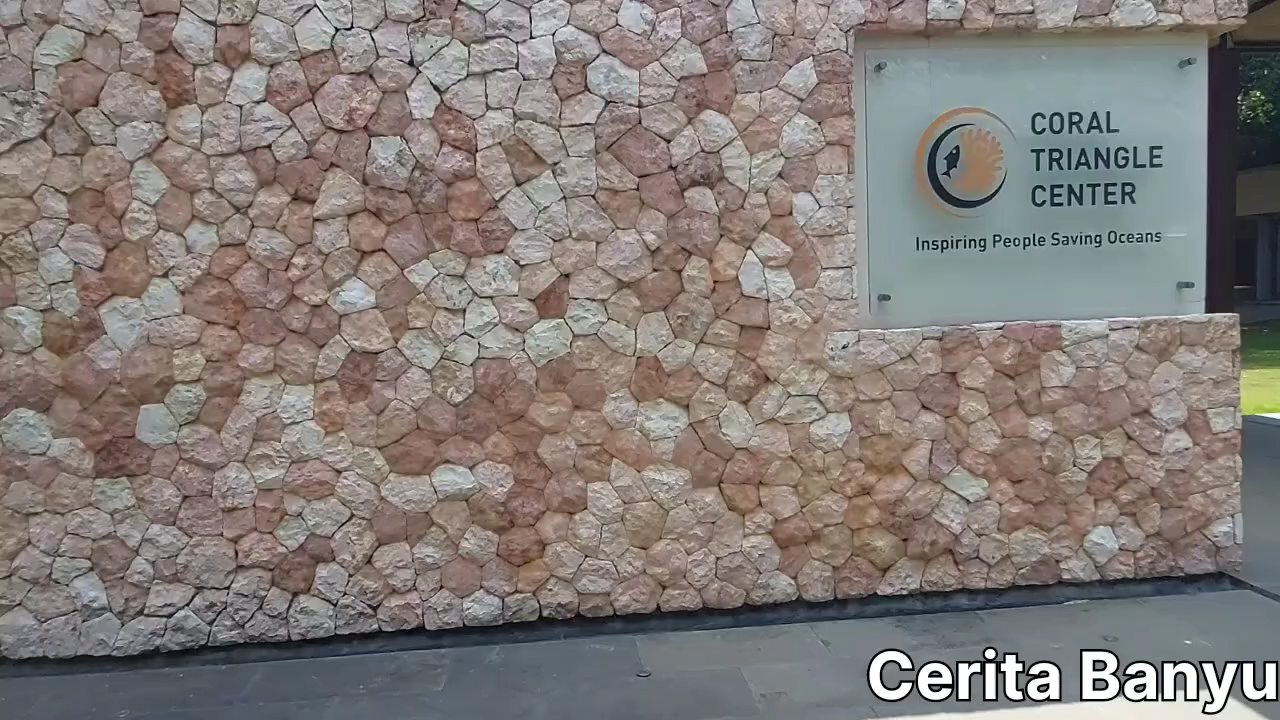 CORAL
TRIANGLE
CENTER
Inspiring People Saving Oceans
Cerita Banyu